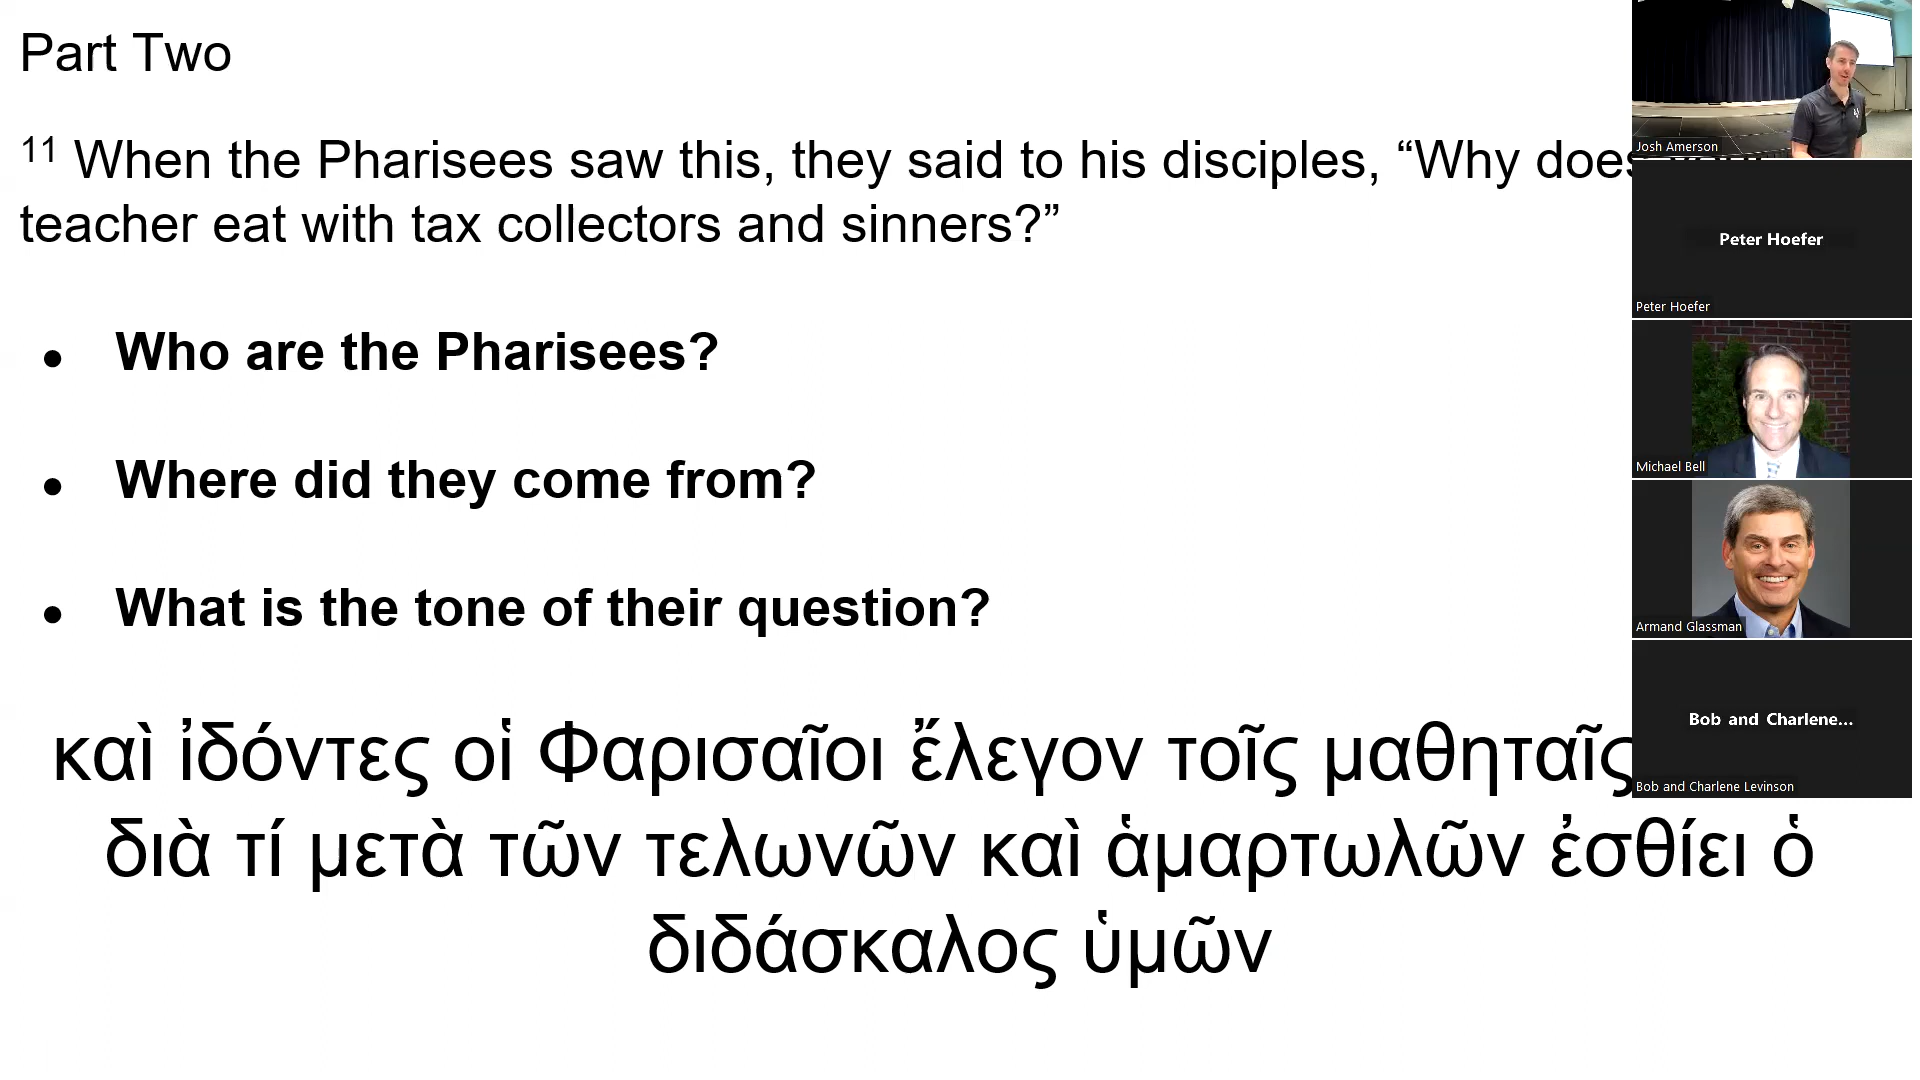 Part Two
11 When the Pharisees saw this, they said to his disciples, “Why does
teacher eat with tax collectors and sinners?”
● Who are the Pharisees?
● Where did they come from?
● What is the tone of their question?
καὶ ἰδόντες οἱ Φαρισαῖοι ἔλεγον τοῖς μαθηταῖς
διὰ τί μετὰ τῶν τελωνῶν καὶ ἁμαρτωλῶν ἐσθίει ὁ
διδάσκαλος ὑμῶν
Josh Amerson
Peter Hoefer
Peter Hoefer
Michael Bell
Armand Glassman
Bob and Charlene...
Bob and Charlene Levinson